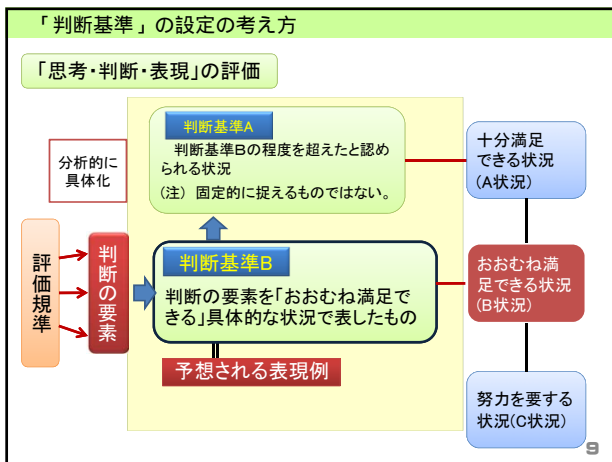 「判断基準」の設定の考え方
「思考・判断・表現」の評価
分析的に
具体化
判断基準A
判断基準Bの程度を超えたと認め
られる状況
(注) 固定的に捉えるものではない。
十分満足
できる状況
(A状況)
評価規準
判断の要素
判断基準B
判断の要素を「おおむね満足で
きる」具体的な状況で表したもの
おおむね満
足できる状況
(B状況)
予想される表現例
努力を要する
状況(C状況)
9